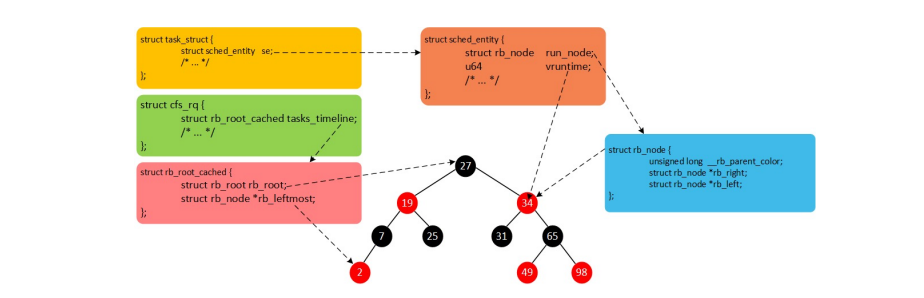 struct task_struct {
struct sched_entity se;
/* ... */
};
struct cfs_rq {
struct rb_root_cached tasks_timeline;
/* ... */
};
struct rb_root_cached {
struct rb_root rb_root;
struct rb_node *rb_leftmost;
};
struct sched_entity {
struct rb_node run_node;
u64 vruntime;
/* ... */
};
struct rb_node {
unsigned long __rb_parent_color;
struct rb_node *rb_right;
struct rb_node *rb_left;
};
27
19 34
7 25 31 65
2 49 98